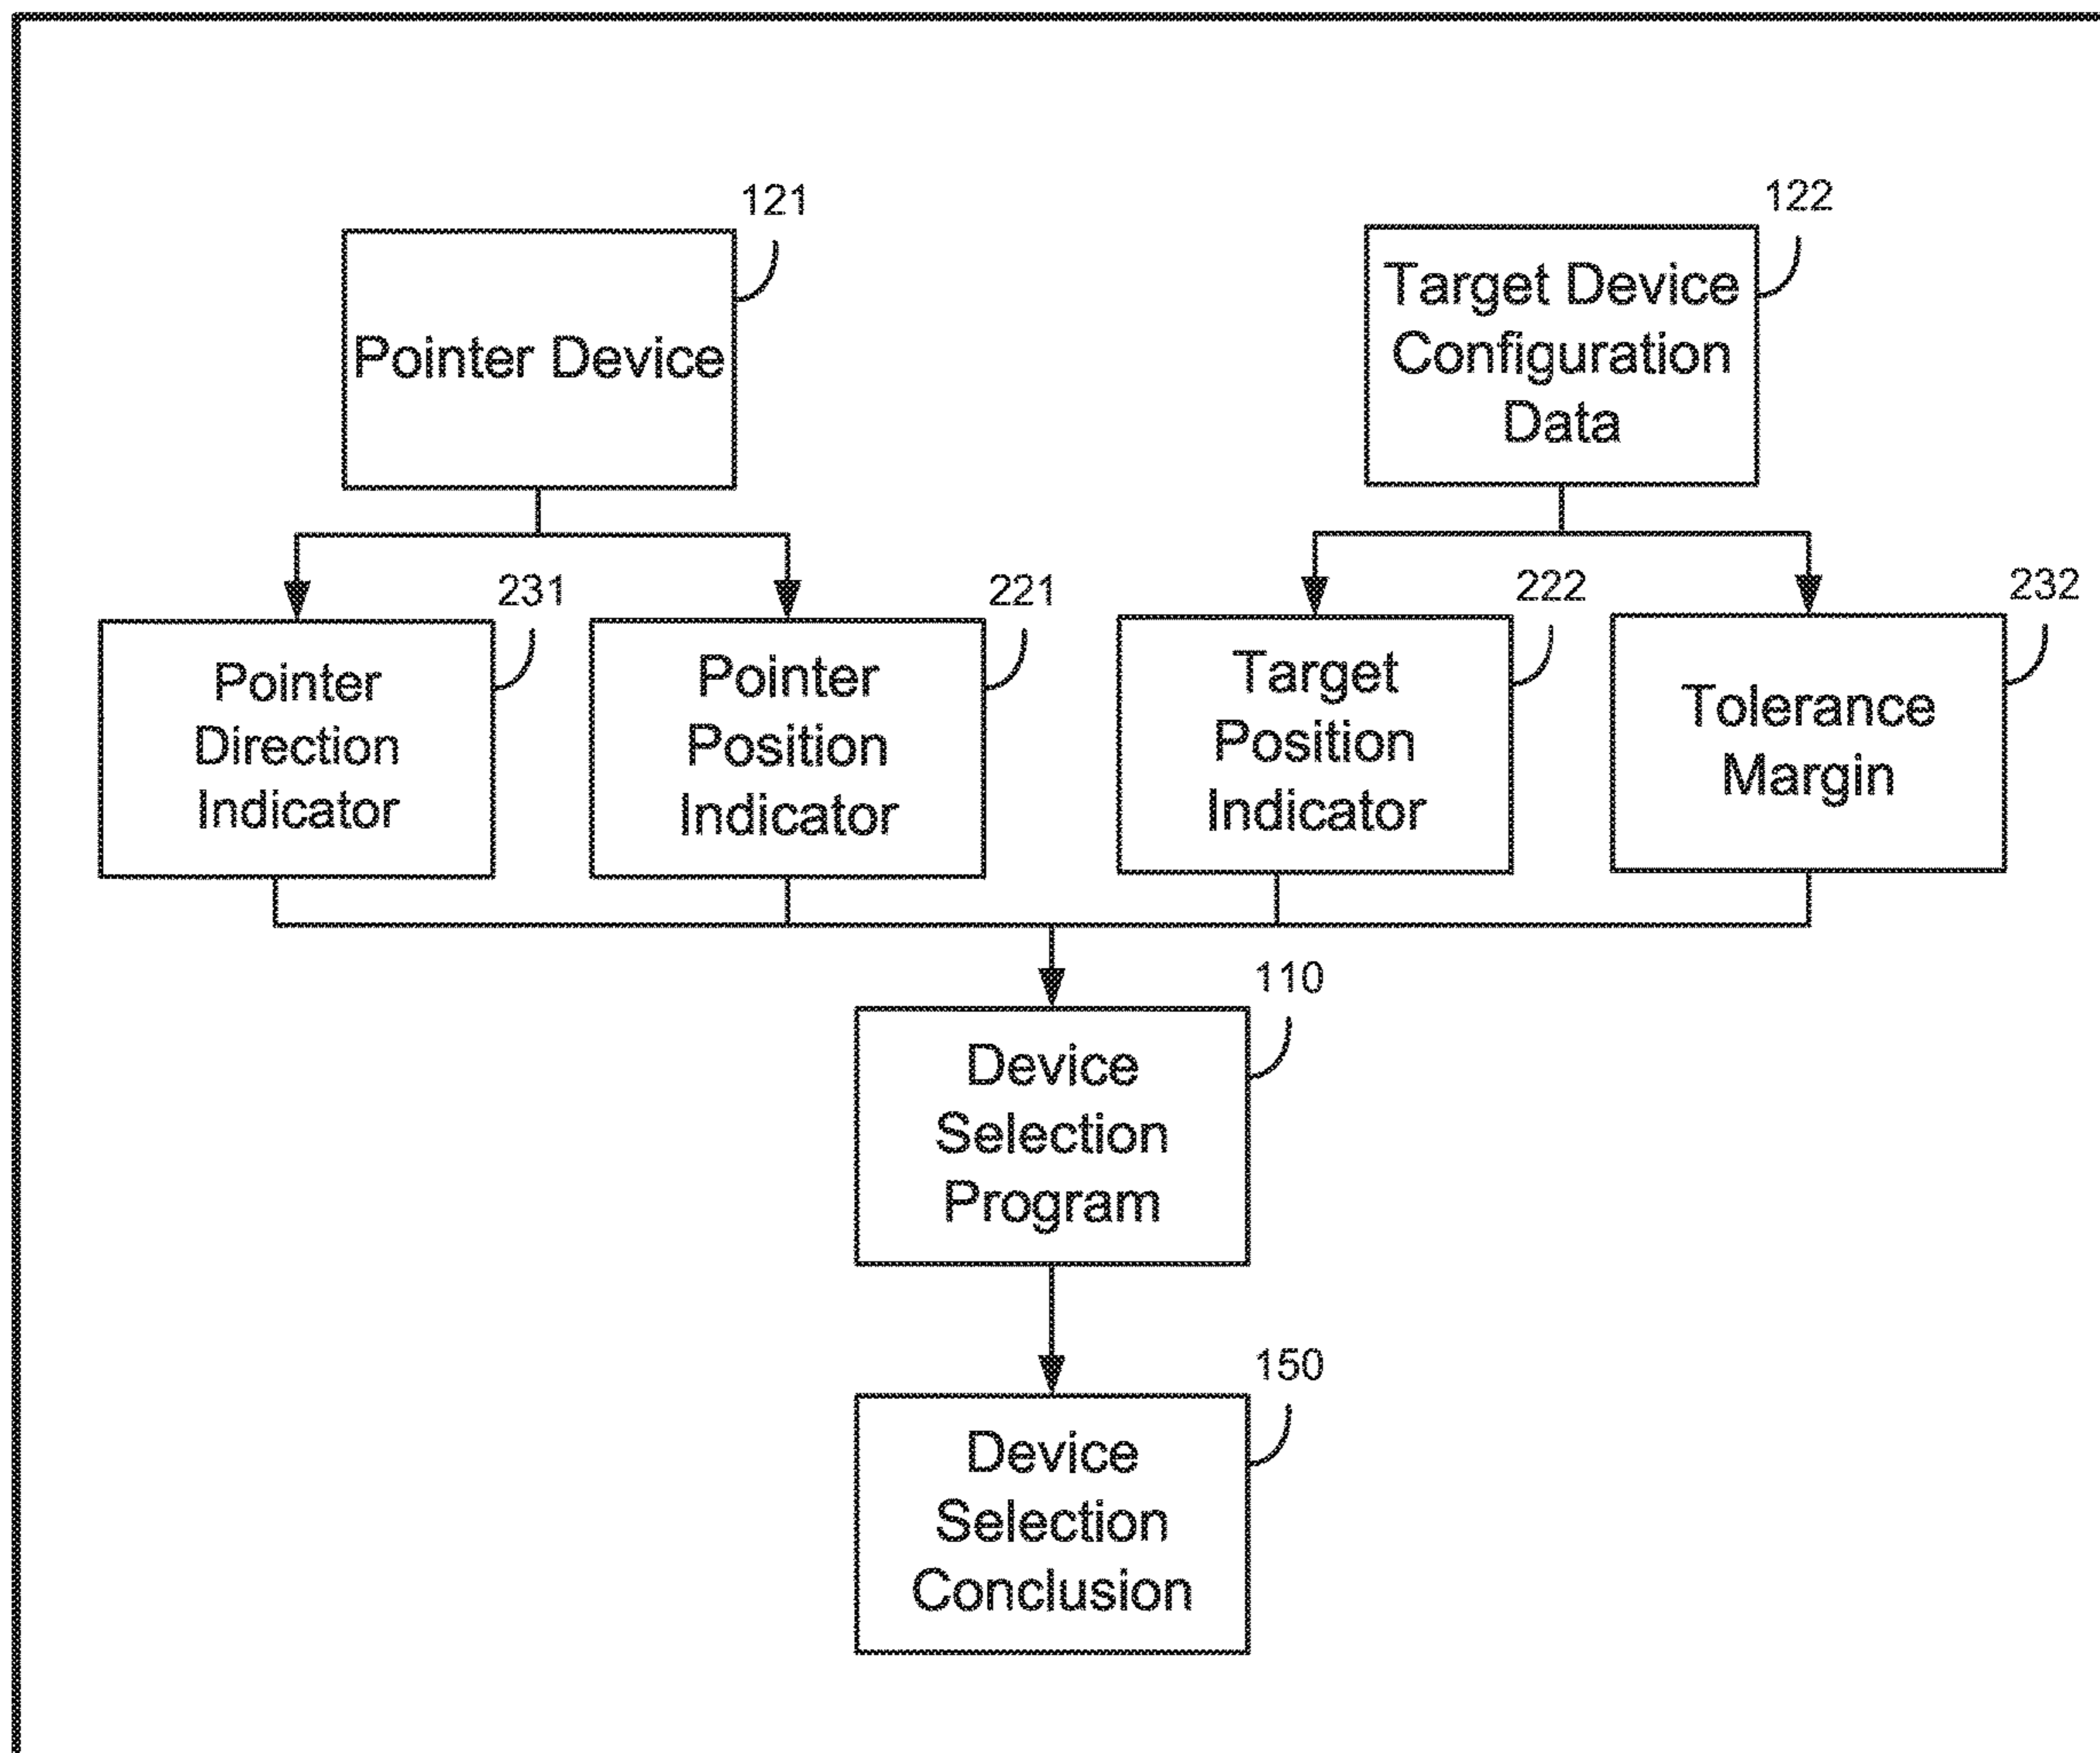 121
Pointer Device
122
Target Device
Configuration
Data
231
Pointer
Direction
Indicator
221
Pointer
Position
Indicator
222
Target
Position
Indicator
232
Tolerance
Margin
110
Device
Selection
Program
150
Device
Selection
Conclusion